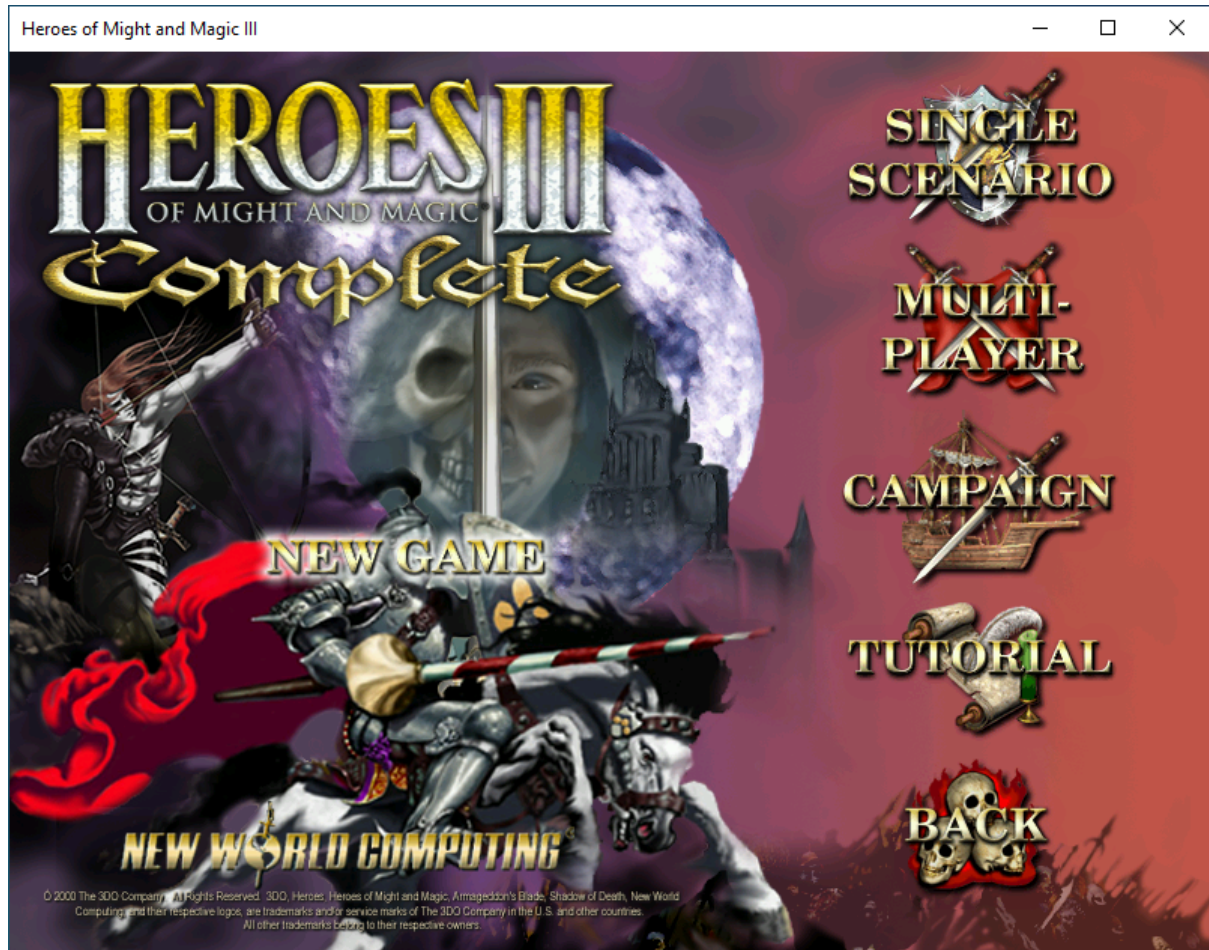 Heroes of Might and Magic III
HEROES III
OF MIGHT AND MAGIC
Complete
NEW GAME
SINGLE
SCENARIO
MULTI-
PLAYER
CAMPAIGN
TUTORIAL
BACK
NEW WORLD COMPUTING
© 2000 The 3DO Company. All Rights Reserved. 3DO, Heroes, Heroes of Might and Magic, Armageddon's Blade, Shadow of Death, New World
Computing, and their respective logos, are trademarks and/or service marks of The 3DO Company in the U.S. and other countries.
All other trademarks belong to their respective owners.